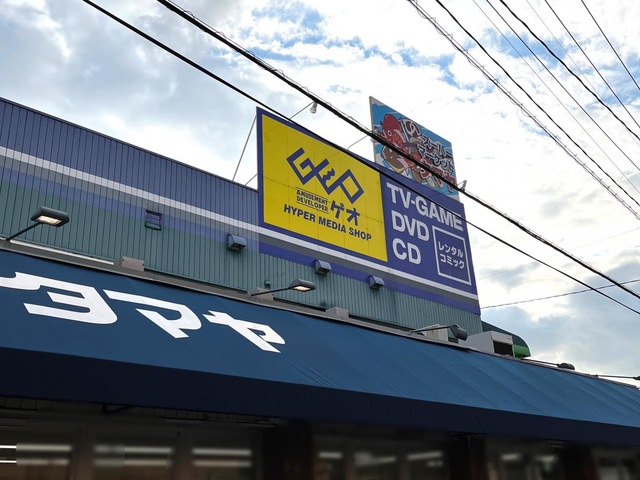 GEO
AMUSEMENT
DEVELOPER
ゲオ
HYPER MEDIA SHOP
TV-GAME
DVD
CD
レンタル
コミック
タマヤ